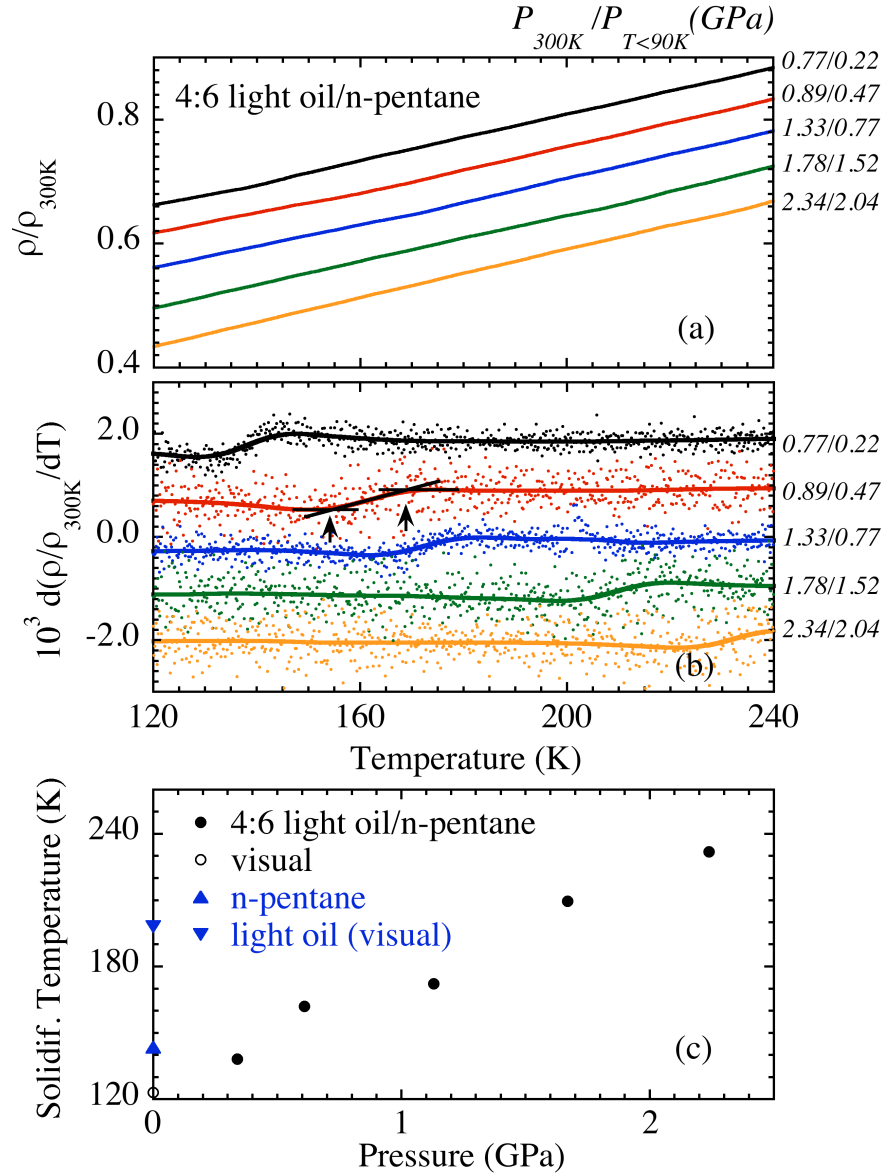 P300K /PT<90K (GPa)
4:6 light oil/n-pentane
0.77/0.22
0.89/0.47
1.33/0.77
1.78/1.52
2.34/2.04
0.8
0.6
0.4
ρ/ρ300K
(a)
2.0
0.0
-2.0
10³ d(ρ/ρ300K/dT)
0.77/0.22
0.89/0.47
1.33/0.77
1.78/1.52
2.34/2.04
(b)
120 160 200 240
Temperature (K)
240
180
120
Solidif. Temperature (K)
4:6 light oil/n-pentane
visual
n-pentane
light oil (visual)
(c)
0 1 2
Pressure (GPa)